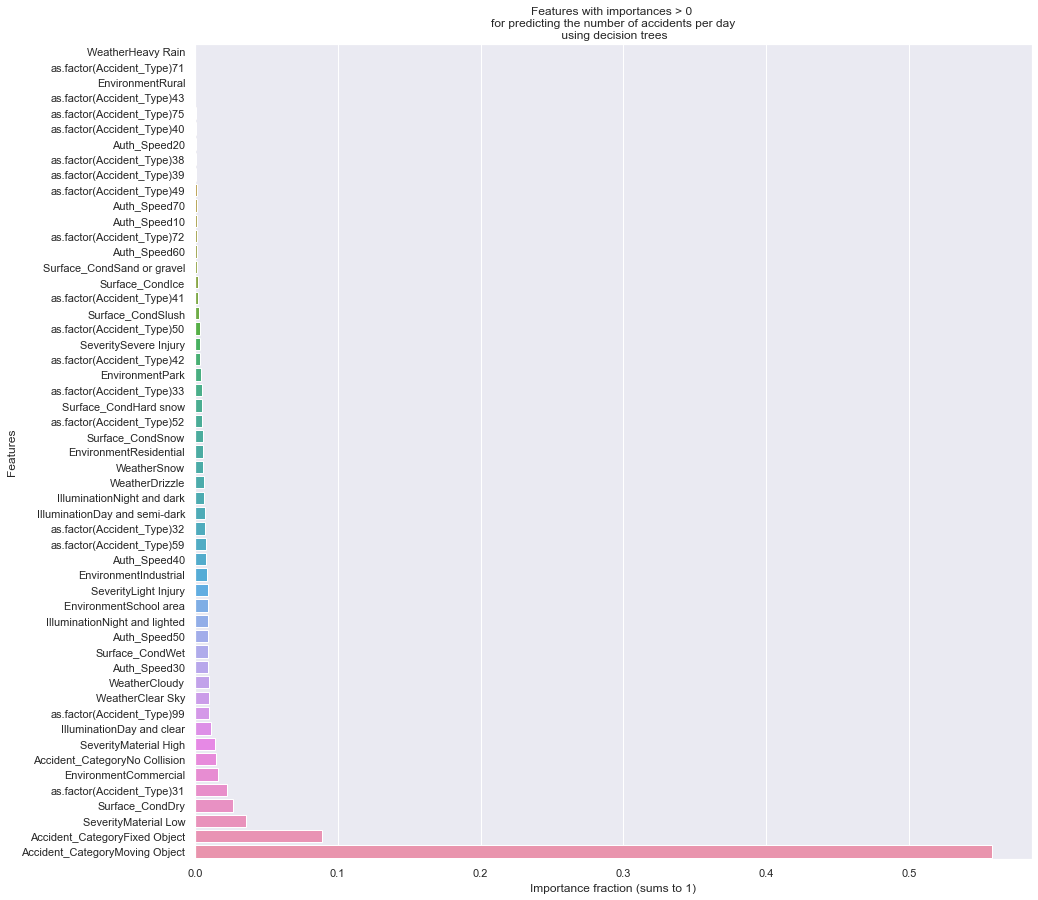 Features with importances > 0
for predicting the number of accidents per day
using decision trees
WeatherHeavy Rain
as.factor(Accident_Type)71
EnvironmentRural
as.factor(Accident_Type)43
as.factor(Accident_Type)75
as.factor(Accident_Type)40
Auth_Speed20
as.factor(Accident_Type)38
as.factor(Accident_Type)39
as.factor(Accident_Type)49
Auth_Speed70
Auth_Speed10
as.factor(Accident_Type)72
Auth_Speed60
Surface_CondSand or gravel
Surface_CondIce
as.factor(Accident_Type)41
Surface_CondSlush
as.factor(Accident_Type)50
SeveritySevere Injury
as.factor(Accident_Type)42
EnvironmentPark
as.factor(Accident_Type)33
Surface_CondHard snow
as.factor(Accident_Type)52
Surface_CondSnow
EnvironmentResidential
WeatherSnow
WeatherDrizzle
IlluminationNight and dark
IlluminationDay and semi-dark
as.factor(Accident_Type)32
as.factor(Accident_Type)59
Auth_Speed40
EnvironmentIndustrial
SeverityLight Injury
EnvironmentSchool area
IlluminationNight and lighted
Auth_Speed50
Surface_CondWet
Auth_Speed30
WeatherCloudy
WeatherClear Sky
as.factor(Accident_Type)99
IlluminationDay and clear
SeverityMaterial High
Accident_CategoryNo Collision
EnvironmentCommercial
as.factor(Accident_Type)31
Surface_CondDry
SeverityMaterial Low
Accident_CategoryFixed Object
Accident_CategoryMoving Object
Features
0.0 0.1 0.2 0.3 0.4 0.5
Importance fraction (sums to 1)